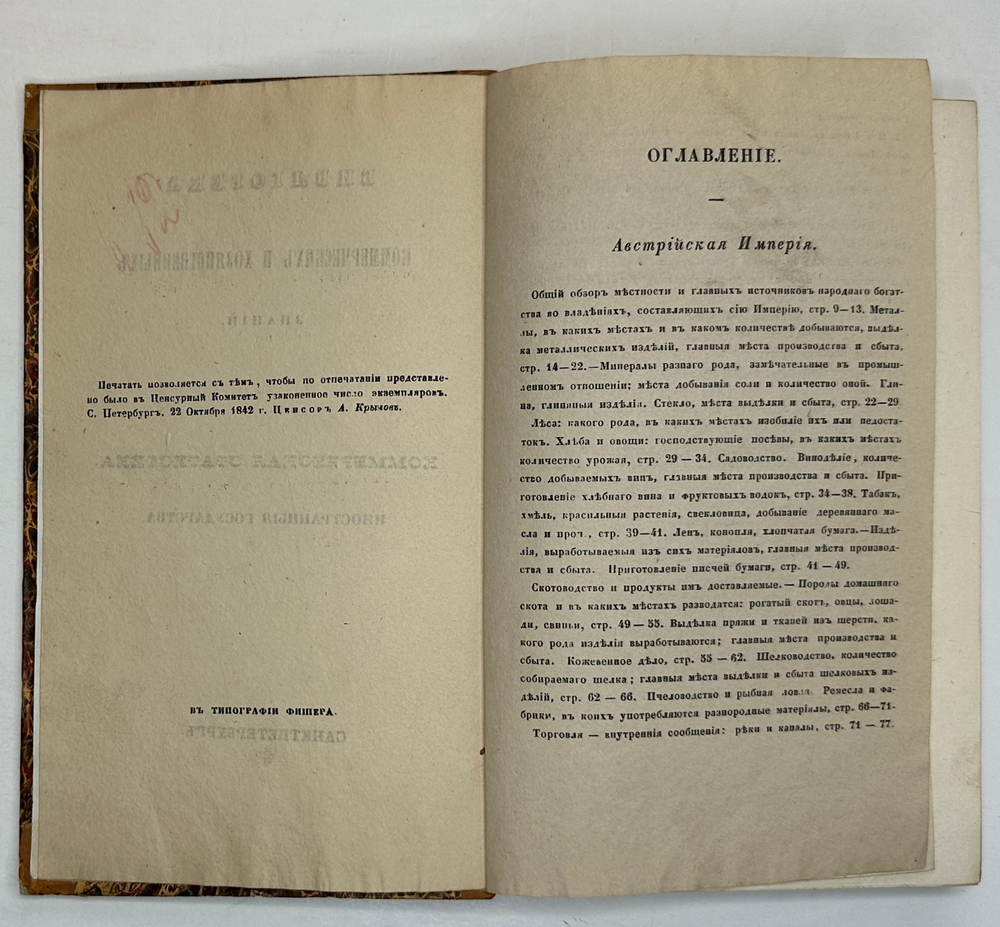 Печатать позволяется съ тѣмъ, чтобы по отпечатаніи представле-
но было въ Ценсурный Комитетъ узаконенное число экземпляровъ.
С. Петербургъ, 22 Октября 1842 г. Ценсоръ А. Крыловъ.
ВЪ ТИПОГРАФІИ ФИШЕРА.
ОГЛАВЛЕНІЕ.
—
Австрійская Имперія.
Общій обзоръ мѣстности и главныхъ источниковъ народнаго богат-
ства во владѣніяхъ, составляющихъ сію Имперію, стр. 9—13. Метал-
лы, въ какихъ мѣстахъ и въ какомъ количествѣ добываются, выдѣл-
ка металлическихъ издѣлій, главныя мѣста производства и сбыта,
стр. 14—22.—Минералы разнаго рода, замѣчательные въ промыш-
ленномъ отношеніи; мѣста добыванія соли и количество оной. Гли-
на, глиняныя издѣлія. Стекло, мѣста выдѣлки и сбыта, стр. 22—29
Лѣса: какого рода, въ какихъ мѣстахъ изобиліе ихъ или недоста-
токъ. Хлѣба и овощи: господствующіе посѣвы, въ какихъ мѣстахъ
количество урожая, стр. 29 — 34. Садоводство. Винодѣліе, количе-
ство добываемыхъ винъ, главныя мѣста производства и сбыта. При-
готовленіе хлѣбнаго вина и фруктовыхъ водокъ, стр. 34—38. Табакъ,
хмѣль, красильныя растенія, свекловица, добываніе деревяннаго ма-
сла и проч., стр. 39—41. Ленъ, конопля, хлопчатая бумага.—Издѣ-
лія, вырабатываемыя изъ сихъ матеріяловъ, главныя мѣста производ-
ства и сбыта. Приготовленіе писчей бумаги, стр. 41 — 49.
Скотоводство и продукты имъ доставляемые. — Породы домашняго
скота и въ какихъ мѣстахъ разводятся: рогатый скотъ, овцы, лоша-
ди, свиньи, стр. 49 — 55. Выдѣлка пряжи и тканей изъ шерсти, ка-
кого рода издѣлія вырабатываются; главныя мѣста производства и
сбыта. Кожевенное дѣло, стр. 55 — 62. Шелководство, количество
собираемаго шелка; главныя мѣста выдѣлки и сбыта шелковыхъ из-
дѣлій, стр. 62 — 66. Пчеловодство и рыбная ловля. Ремесла и фа-
брики, въ коихъ употребляются разнородные матеріялы, стр. 66—71.
Торговля — внутреннія сообщенія: рѣки и каналы, стр. 71 — 77.